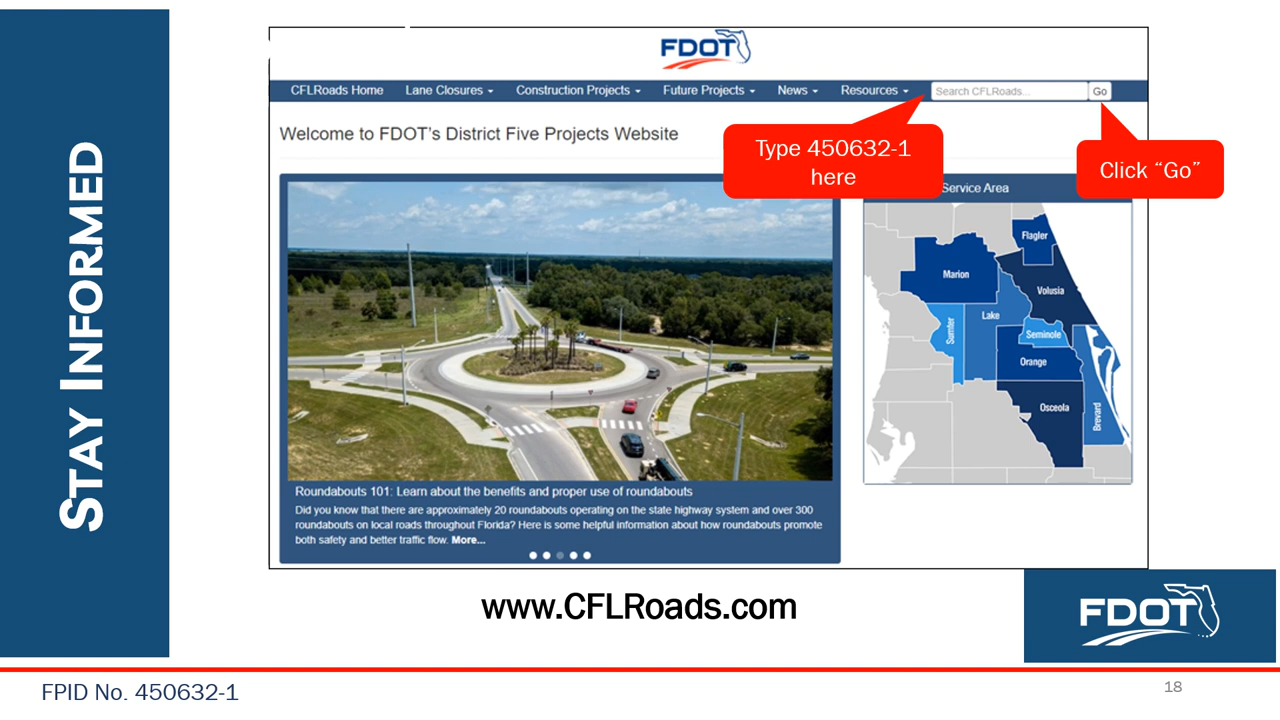 STAY INFORMED
FDOT
CFLRoads Home Lane Closures Construction Projects Future Projects News Resources Search CFLRoads... Go
Welcome to FDOT's District Five Projects Website
Type 450632-1
here
Click “Go”
Service Area
Flagler
Marion
Volusia
Lake
Sumter
Seminole
Orange
Osceola
Brevard
Roundabouts 101: Learn about the benefits and proper use of roundabouts
Did you know that there are approximately 20 roundabouts operating on the state highway system and over 300
roundabouts on local roads throughout Florida? Here is some helpful information about how roundabouts promote
both safety and better traffic flow. More...
www.CFLRoads.com
FDOT
FPID No. 450632-1
18